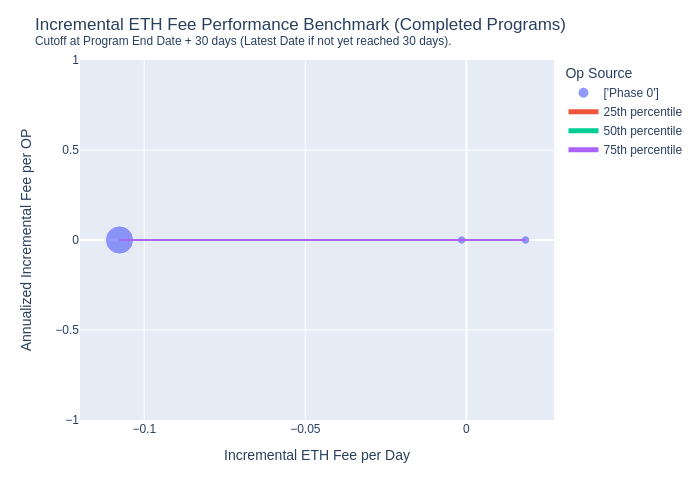 Incremental ETH Fee Performance Benchmark (Completed Programs)
Cutoff at Program End Date + 30 days (Latest Date if not yet reached 30 days).
Op Source
['Phase 0']
25th percentile
50th percentile
75th percentile
Annualized Incremental Fee per OP
1
0.5
0
−0.5
−1
−0.1
−0.05
0
Incremental ETH Fee per Day